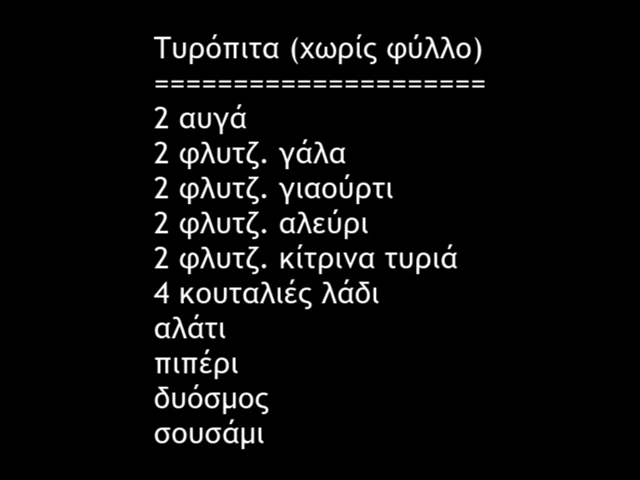 Τυρόπιτα (χωρίς φύλλο)
=====================
2 αυγά
2 φλυτζ. γάλα
2 φλυτζ. γιαούρτι
2 φλυτζ. αλεύρι
2 φλυτζ. κίτρινα τυριά
4 κουταλιές λάδι
αλάτι
πιπέρι
δυόσμος
σουσάμι